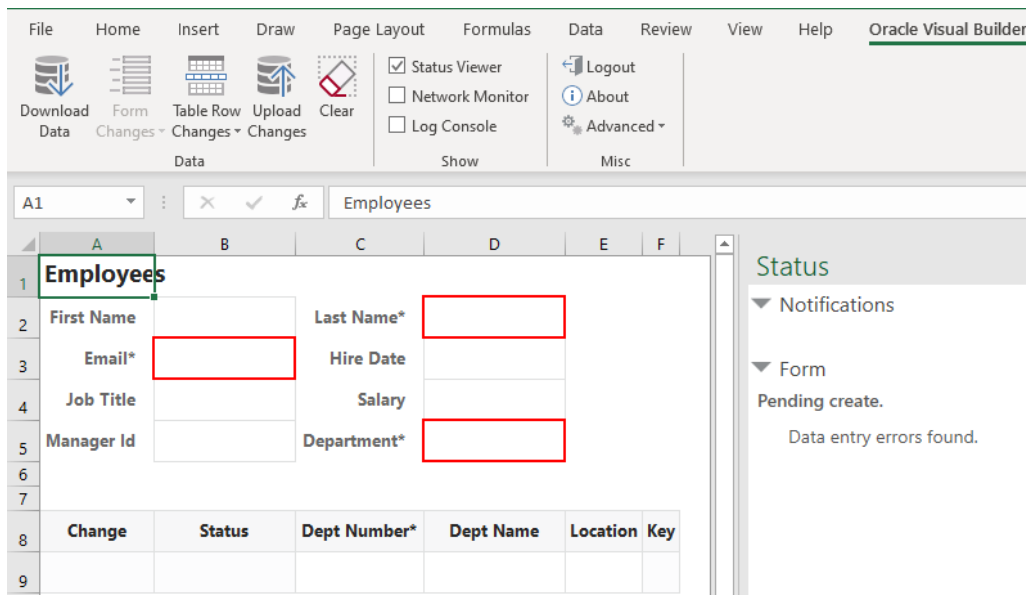 File Home Insert Draw Page Layout Formulas Data Review View Help Oracle Visual Builder
Download Data
Form Changes
Table Row Changes
Upload Changes
Clear
Data
Status Viewer
Network Monitor
Log Console
Show
Logout
About
Advanced
Misc
A1 fx Employees
A B C D E F
1 Employees
2 First Name Last Name*
3 Email* Hire Date
4 Job Title Salary
5 Manager Id Department*
6
7
8 Change Status Dept Number* Dept Name Location Key
9
Status
Notifications
Form
Pending create.
Data entry errors found.